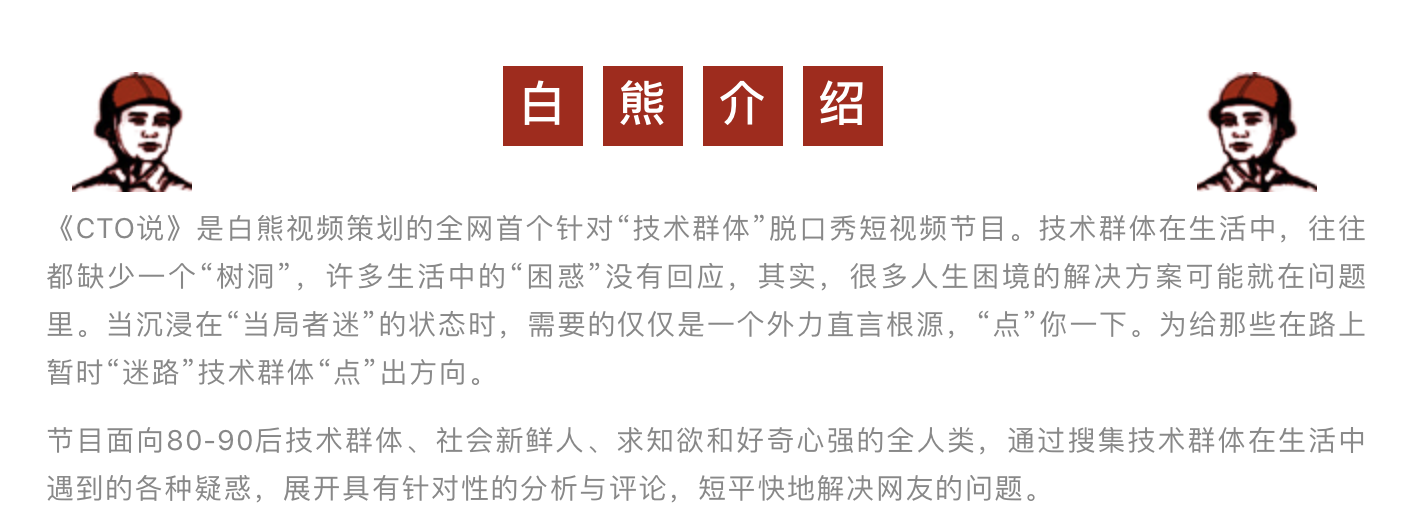 白熊介绍
《CTO说》是白熊视频策划的全网首个针对“技术群体”脱口秀短视频节目。技术群体在生活中，往往
都缺少一个“树洞”，许多生活中的“困惑”没有回应，其实，很多人生困境的解决方案可能就在问题
里。当沉浸在“当局者迷”的状态时，需要的仅仅是一个外力直言根源，“点”你一下。为给那些在路上
暂时“迷路”技术群体“点”出方向。
节目面向80-90后技术群体、社会新鲜人、求知欲和好奇心强的全人类，通过搜集技术群体在生活中
遇到的各种疑惑，展开具有针对性的分析与评论，短平快地解决网友的问题。